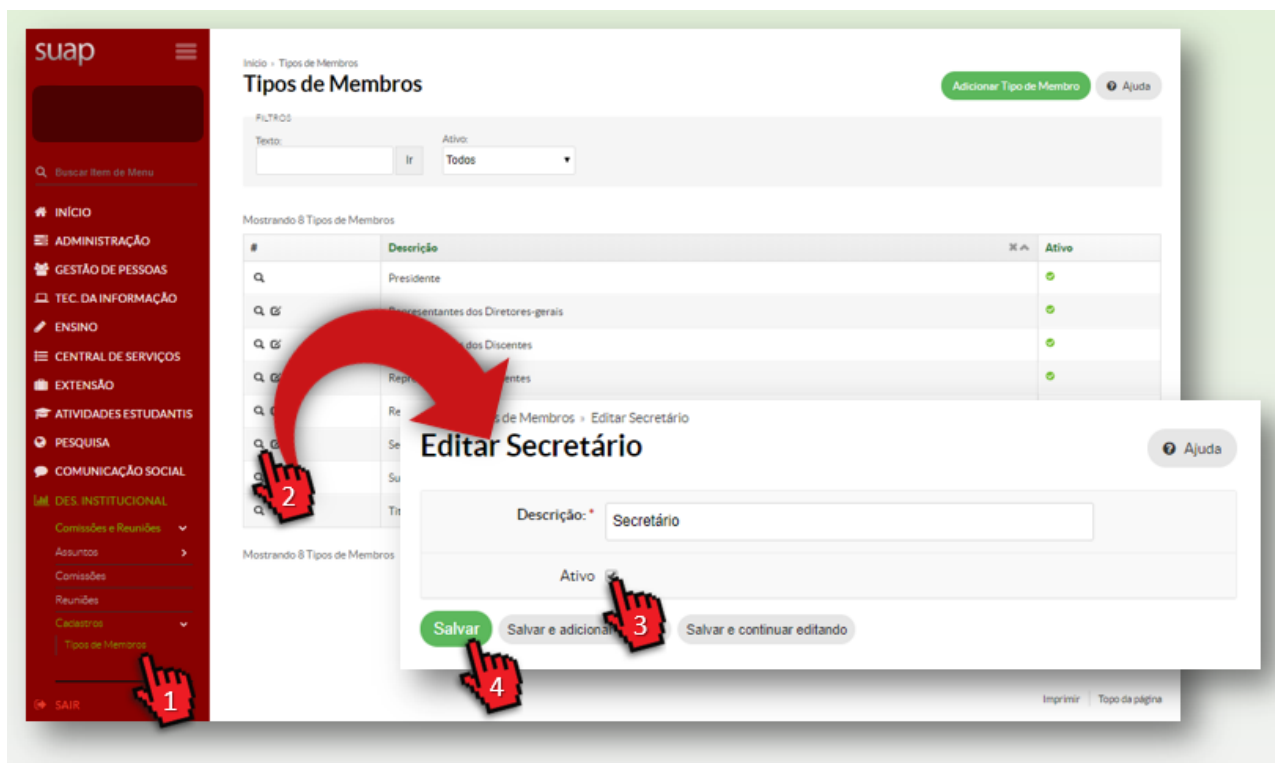 suap
Buscar Item de Menu
INÍCIO
ADMINISTRAÇÃO
GESTÃO DE PESSOAS
TEC. DA INFORMAÇÃO
ENSINO
CENTRAL DE SERVIÇOS
EXTENSÃO
ATIVIDADES ESTUDANTIS
PESQUISA
COMUNICAÇÃO SOCIAL
DES. INSTITUCIONAL
Comissões e Reuniões
Assuntos
Comissões
Reuniões
Cadastros
Tipos de Membros
SAIR
1
Início › Tipos de Membros
Tipos de Membros
Adicionar Tipo de Membro
Ajuda
FILTROS
Texto:
Ativo:
Ir
Todos
Mostrando 8 Tipos de Membros
# Descrição Ativo
Presidente
Representantes dos Diretores-gerais
dos Discentes
2
Mostrando 8 Tipos de Membros
de Membros › Editar Secretário
Editar Secretário
Ajuda
Descrição: * Secretário
Ativo
3
Salvar
Salvar e adicionar
Salvar e continuar editando
4
Imprimir
Topo da página